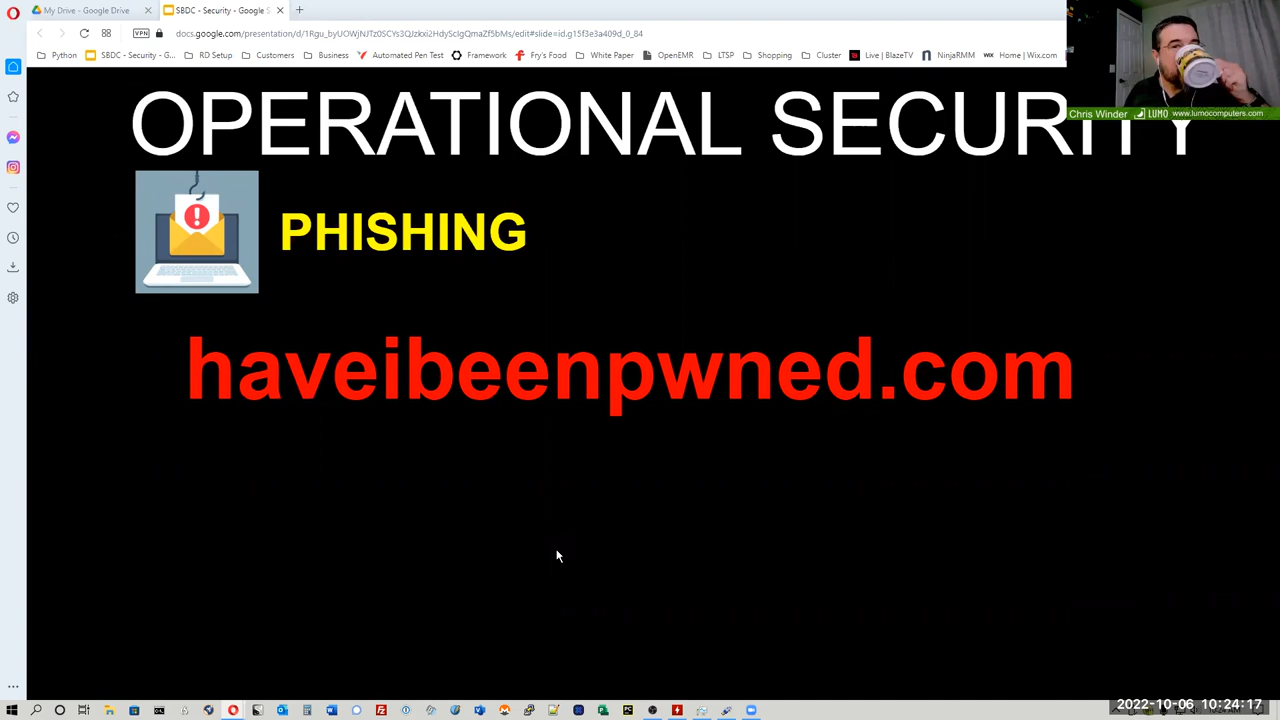 My Drive - Google Drive
SBDC - Security - Google S
VPN
docs.google.com/presentation/d/1Rgu_byUOWjNJTz0SCYs3QJzkxi2HdyScIgQmaZf5bMs/edit#slide=id.g15f3e3a409d_0_84
Python SBDC - Security - G... RD Setup Customers Business Automated Pen Test Framework Fry's Food White Paper OpenEMR LTSP Shopping Cluster Live | BlazeTV NinjaRMM Home | Wix.com
Chris Winder LUMO www.lumocomputers.com
OPERATIONAL SECURITY
PHISHING
haveibeenpwned.com
2022-10-06 10:24:17